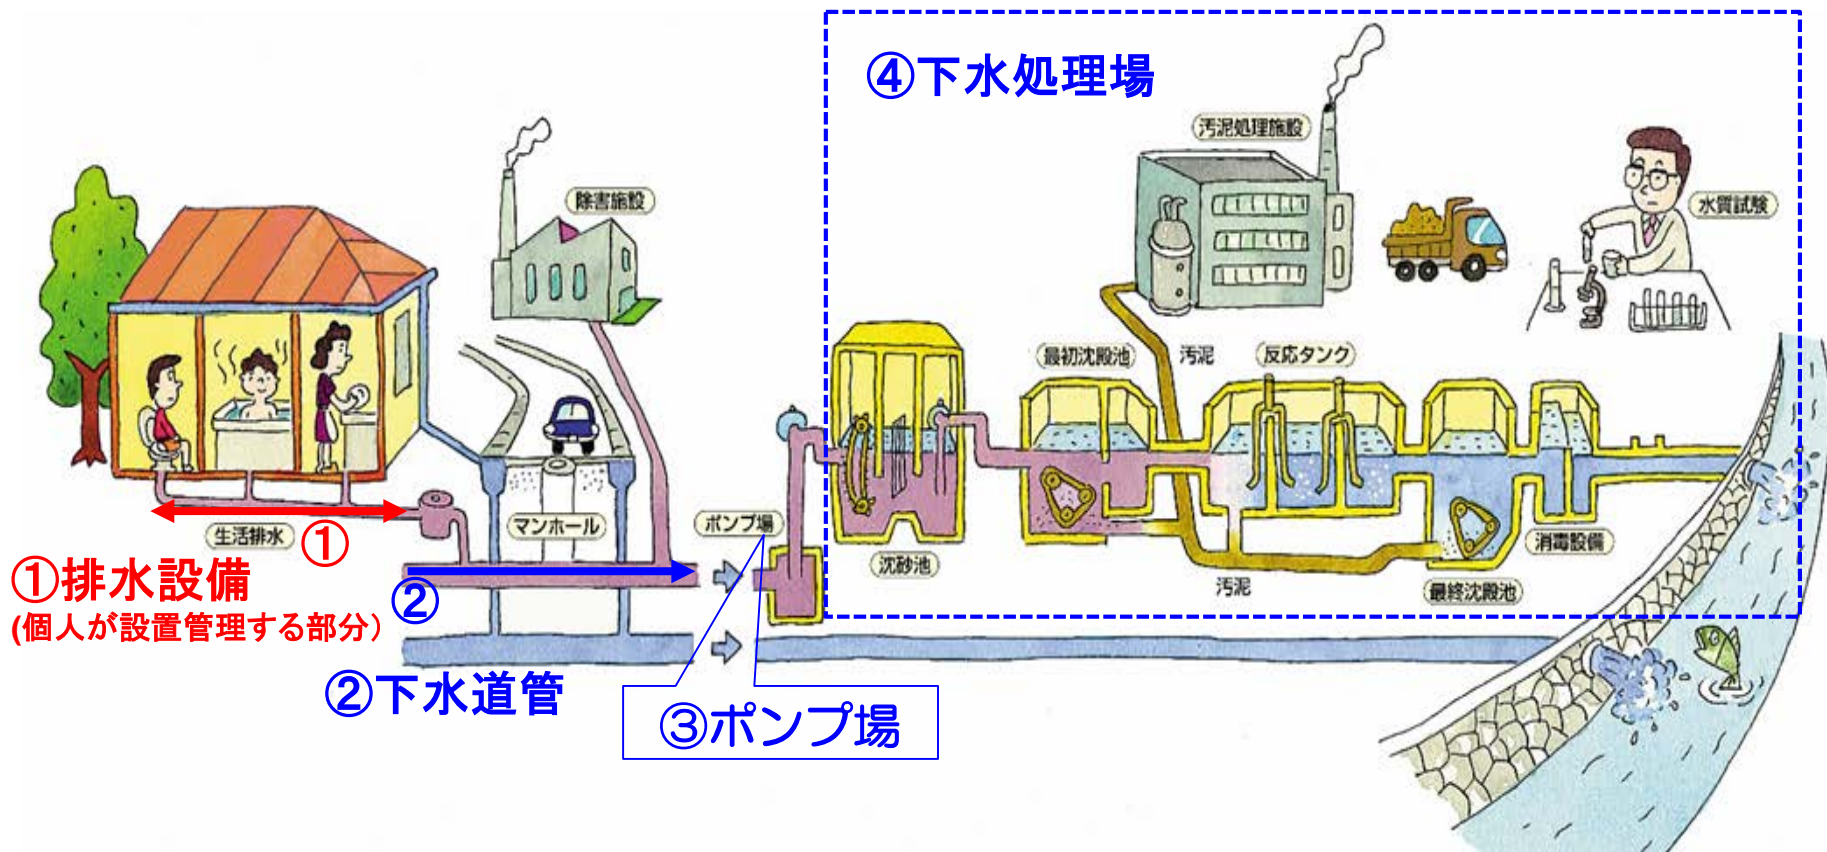 ④下水処理場
汚泥処理施設
水質試験
除害施設
最初沈殿池
汚泥
反応タンク
生活排水
①
マンホール
ポンプ場
沈砂池
消毒設備
汚泥
最終沈殿池
①排水設備
(個人が設置管理する部分)
②
②下水道管
③ポンプ場